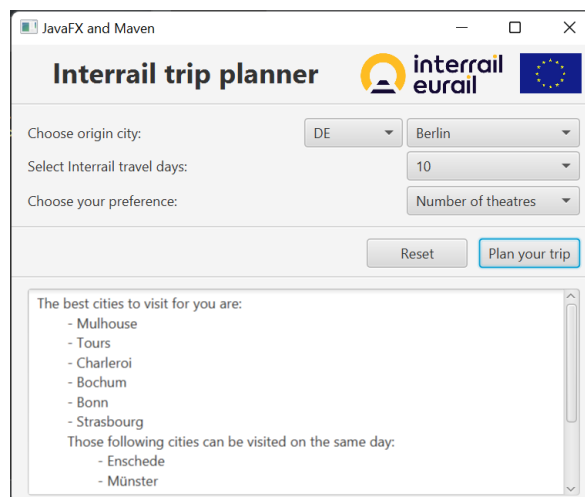 JavaFX and Maven
Interrail trip planner
interrail
eurail
Choose origin city:
DE
Berlin
Select Interrail travel days:
10
Choose your preference:
Number of theatres
Reset
Plan your trip
The best cities to visit for you are:
- Mulhouse
- Tours
- Charleroi
- Bochum
- Bonn
- Strasbourg
Those following cities can be visited on the same day:
- Enschede
- Münster